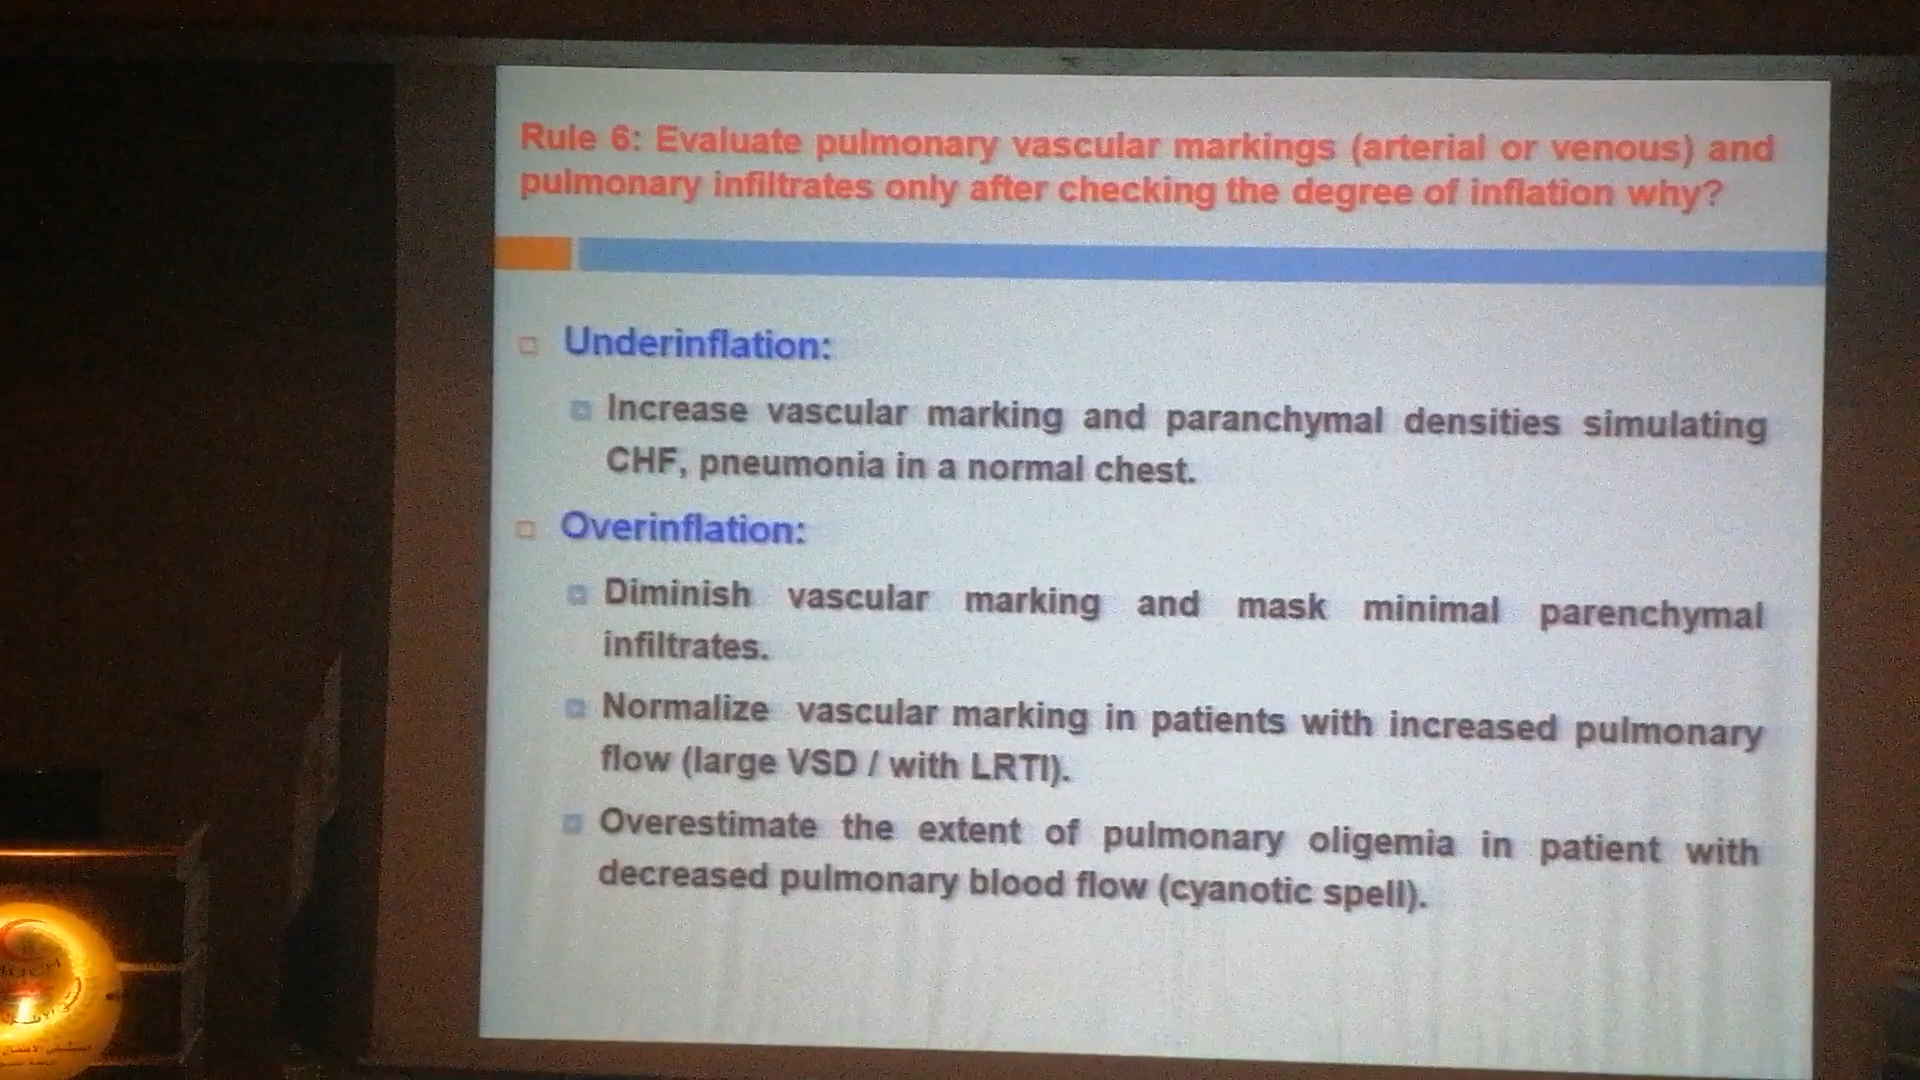 Rule 6: Evaluate pulmonary vascular markings (arterial or venous) and
pulmonary infiltrates only after checking the degree of inflation why?
Underinflation:
Increase vascular marking and paranchymal densities simulating
CHF, pneumonia in a normal chest.
Overinflation:
Diminish vascular marking and mask minimal parenchymal
infiltrates.
Normalize vascular marking in patients with increased pulmonary
flow (large VSD / with LRTI).
Overestimate the extent of pulmonary oligemia in patient with
decreased pulmonary blood flow (cyanotic spell).